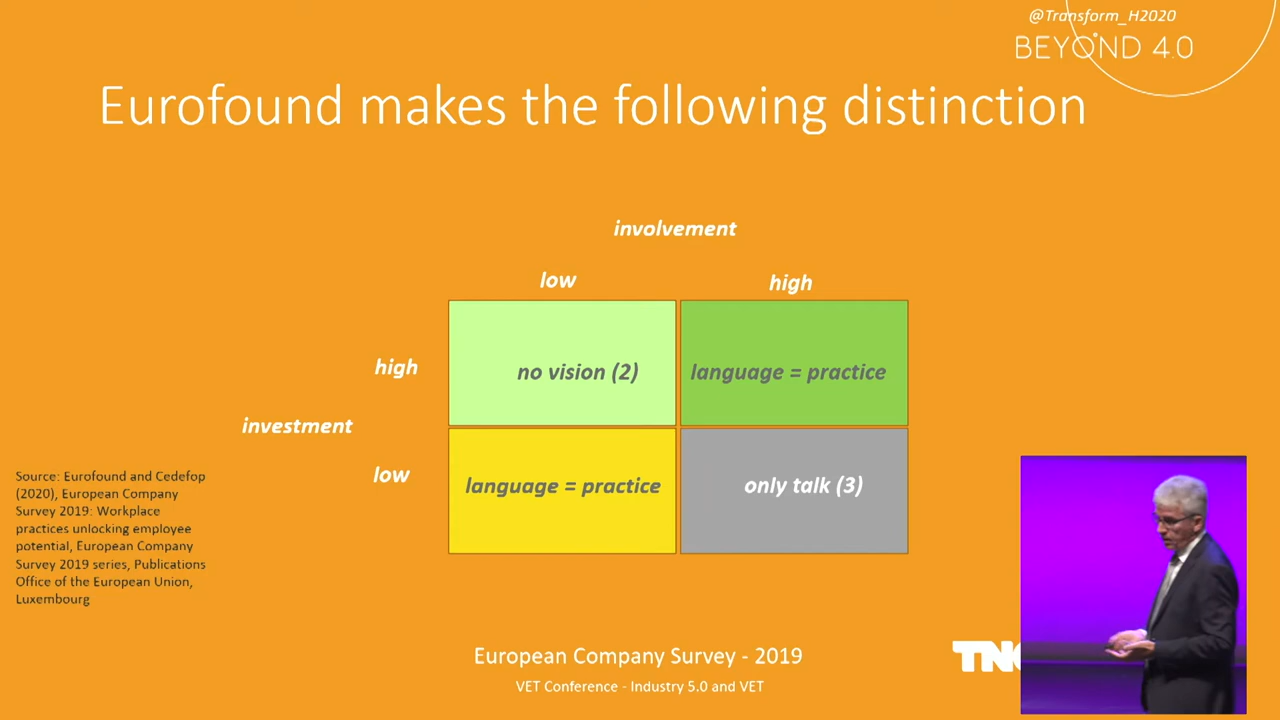 @Transform_H2020
BEYOND 4.0
Eurofound makes the following distinction
involvement
low
high
high
no vision (2)
language = practice
investment
low
language = practice
only talk (3)
Source: Eurofound and Cedefop
(2020), European Company
Survey 2019: Workplace
practices unlocking employee
potential, European Company
Survey 2019 series, Publications
Office of the European Union,
Luxembourg
European Company Survey - 2019
VET Conference - Industry 5.0 and VET